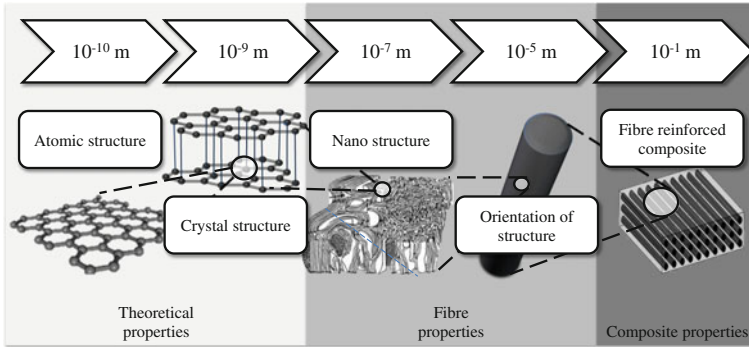 10-10 m
10-9 m
10-7 m
10-5 m
10-1 m
Atomic structure
Crystal structure
Nano structure
Orientation of
structure
Fibre reinforced
composite
Theoretical
properties
Fibre
properties
Composite properties